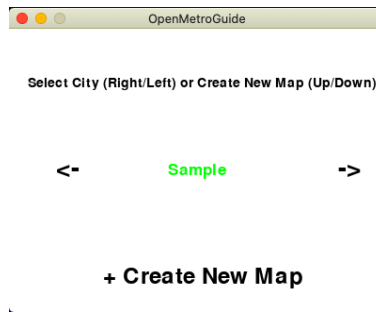 OpenMetroGuide
Select City (Right/Left) or Create New Map (Up/Down)
<- Sample ->
+ Create New Map